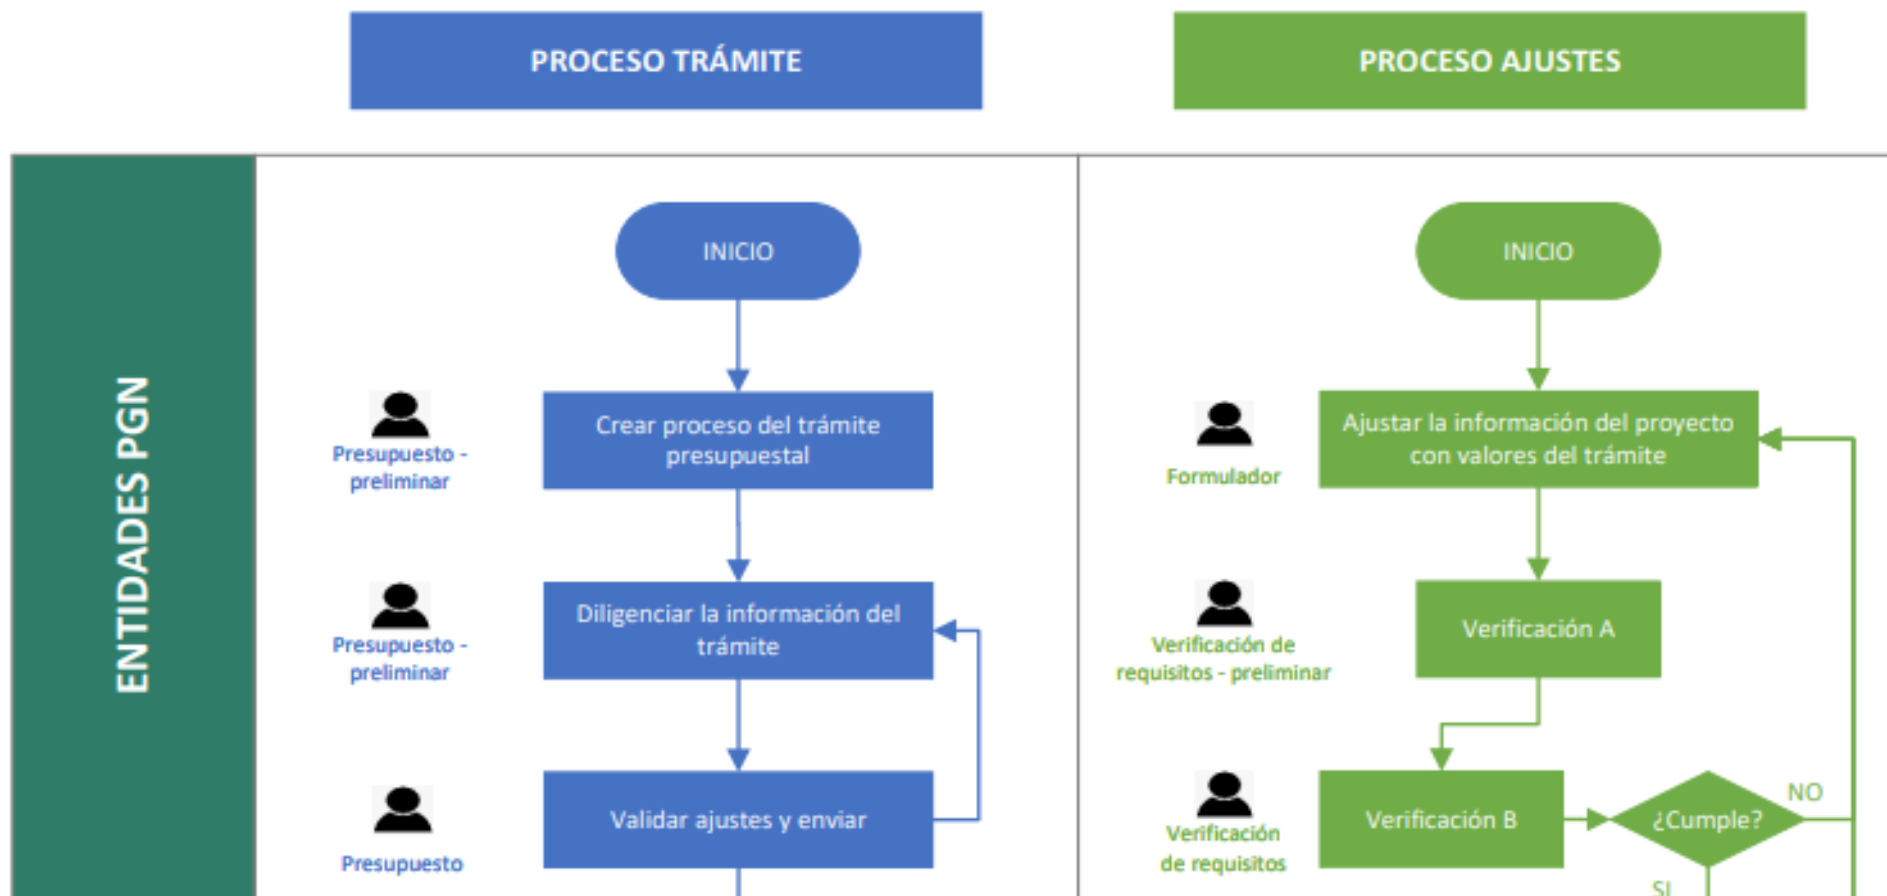 PROCESO TRÁMITE
PROCESO AJUSTES
ENTIDADES PGN
INICIO
Presupuesto -
preliminar
Crear proceso del trámite
presupuestal
Presupuesto -
preliminar
Diligenciar la información del
trámite
Presupuesto
Validar ajustes y enviar
INICIO
Formulador
Ajustar la información del proyecto
con valores del trámite
Verificación de
requisitos - preliminar
Verificación A
Verificación
de requisitos
Verificación B
¿Cumple?
NO
SI